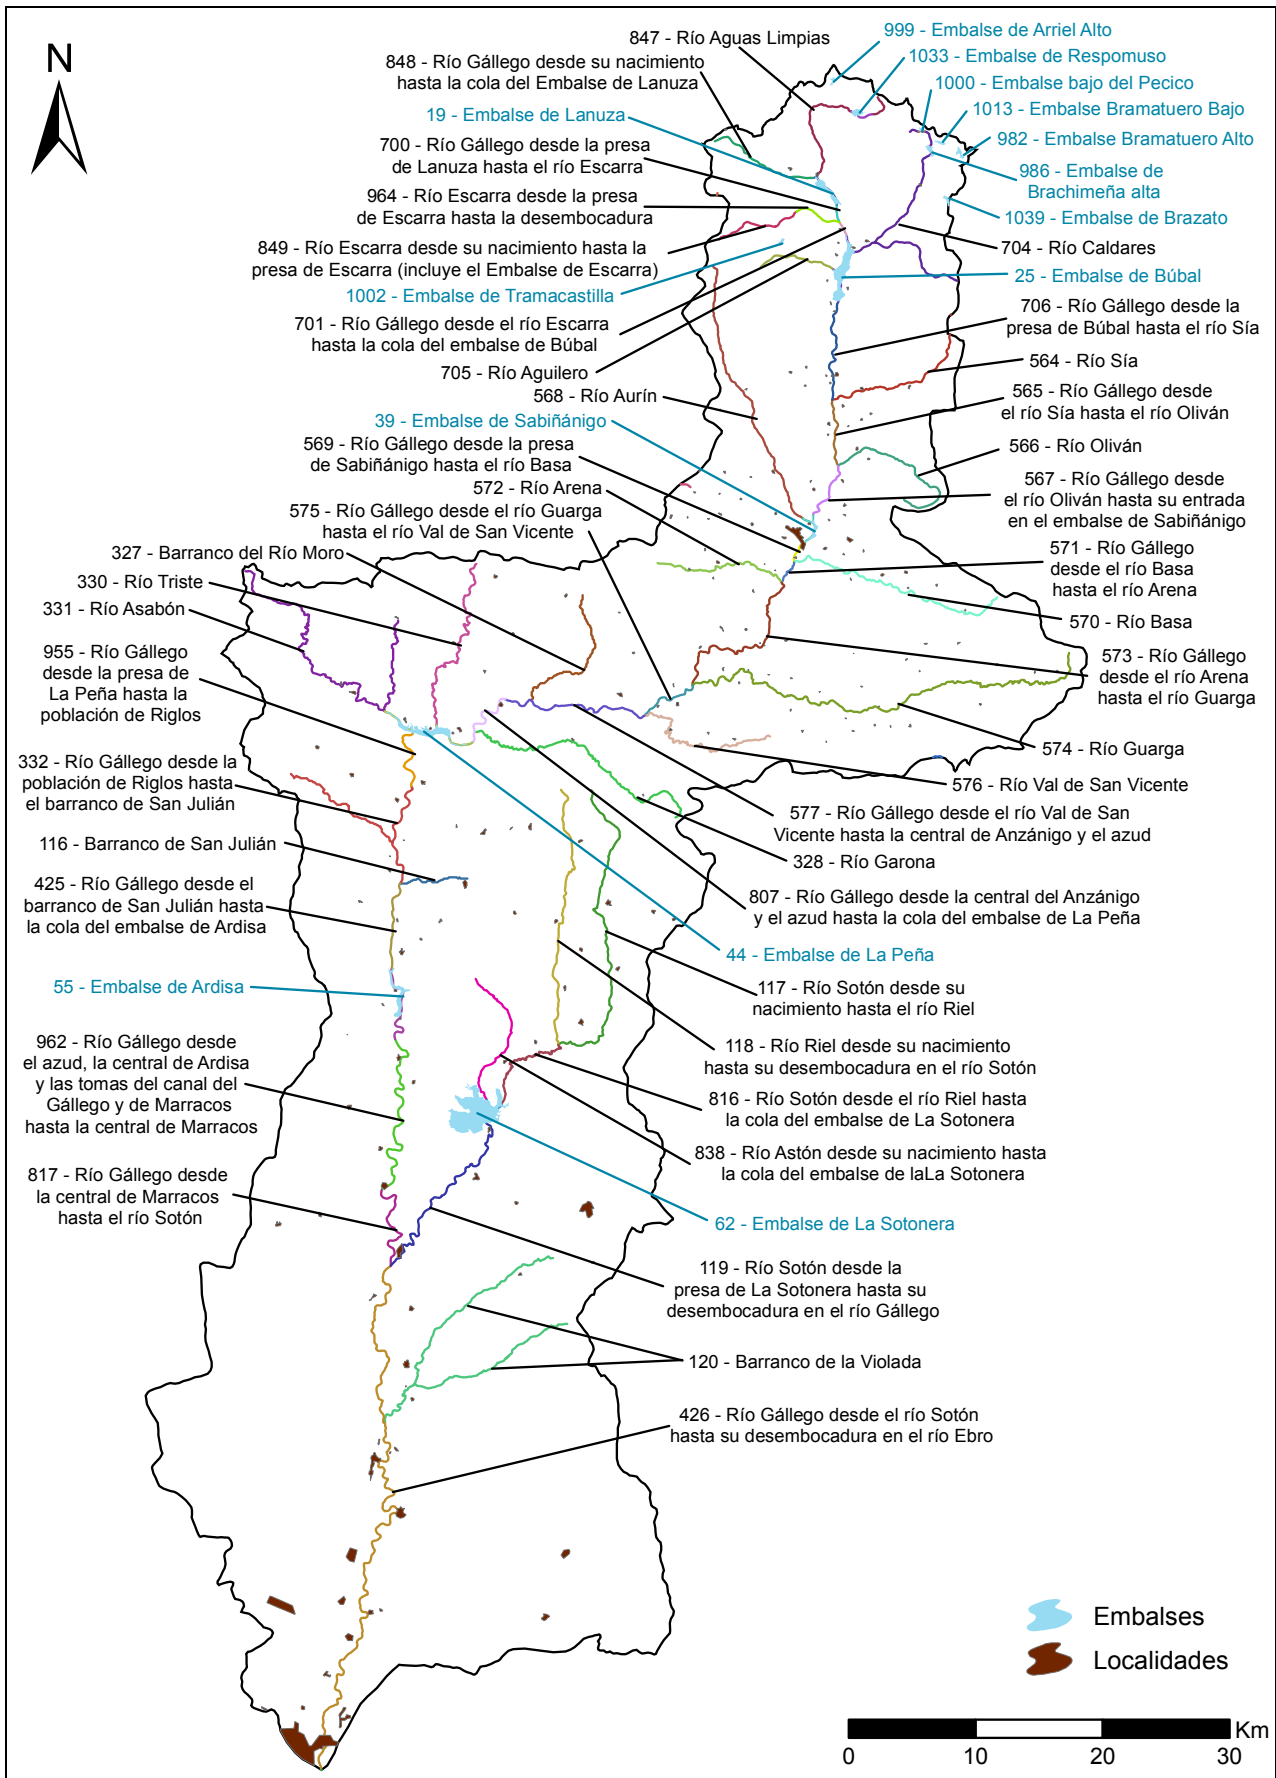 N
847 - Río Aguas Limpias
848 - Río Gállego desde su nacimiento
hasta la cola del Embalse de Lanuza
19 - Embalse de Lanuza
700 - Río Gállego desde la presa
de Lanuza hasta el río Escarra
964 - Río Escarra desde la presa
de Escarra hasta la desembocadura
849 - Río Escarra desde su nacimiento hasta la
presa de Escarra (incluye el Embalse de Escarra)
1002 - Embalse de Tramacastilla
701 - Río Gállego desde el río Escarra
hasta la cola del embalse de Búbal
705 - Río Aguilero
568 - Río Aurín
39 - Embalse de Sabiñánigo
569 - Río Gállego desde la presa
de Sabiñánigo hasta el río Basa
572 - Río Arena
575 - Río Gállego desde el río Guarga
hasta el río Val de San Vicente
327 - Barranco del Río Moro
330 - Río Triste
331 - Río Asabón
955 - Río Gállego
desde la presa de
La Peña hasta la
población de Riglos
332 - Río Gállego desde la
población de Riglos hasta
el barranco de San Julián
116 - Barranco de San Julián
425 - Río Gállego desde el
barranco de San Julián hasta
la cola del embalse de Ardisa
55 - Embalse de Ardisa
962 - Río Gállego desde
el azud, la central de Ardisa
y las tomas del canal del
Gállego y de Marracos
hasta la central de Marracos
817 - Río Gállego desde
la central de Marracos
hasta el río Sotón
999 - Embalse de Arriel Alto
1033 - Embalse de Respomuso
1000 - Embalse bajo del Pecico
1013 - Embalse Bramatuero Bajo
982 - Embalse Bramatuero Alto
986 - Embalse de
Brachimeña alta
1039 - Embalse de Brazato
704 - Río Caldares
25 - Embalse de Búbal
706 - Río Gállego desde la
presa de Búbal hasta el río Sía
564 - Río Sía
565 - Río Gállego desde
el río Sía hasta el río Oliván
566 - Río Oliván
567 - Río Gállego desde
el río Oliván hasta su entrada
en el embalse de Sabiñánigo
571 - Río Gállego
desde el río Basa
hasta el río Arena
570 - Río Basa
573 - Río Gállego
desde el río Arena
hasta el río Guarga
574 - Río Guarga
576 - Río Val de San Vicente
577 - Río Gállego desde el río Val de San
Vicente hasta la central de Anzánigo y el azud
328 - Río Garona
807 - Río Gállego desde la central del Anzánigo
y el azud hasta la cola del embalse de La Peña
44 - Embalse de La Peña
117 - Río Sotón desde su
nacimiento hasta el río Riel
118 - Río Riel desde su nacimiento
hasta su desembocadura en el río Sotón
816 - Río Sotón desde el río Riel hasta
la cola del embalse de La Sotonera
838 - Río Astón desde su nacimiento hasta
la cola del embalse de laLa Sotonera
62 - Embalse de La Sotonera
119 - Río Sotón desde la
presa de La Sotonera hasta su
desembocadura en el río Gállego
120 - Barranco de la Violada
426 - Río Gállego desde el río Sotón
hasta su desembocadura en el río Ebro
Embalses
Localidades
Km
0 10 20 30